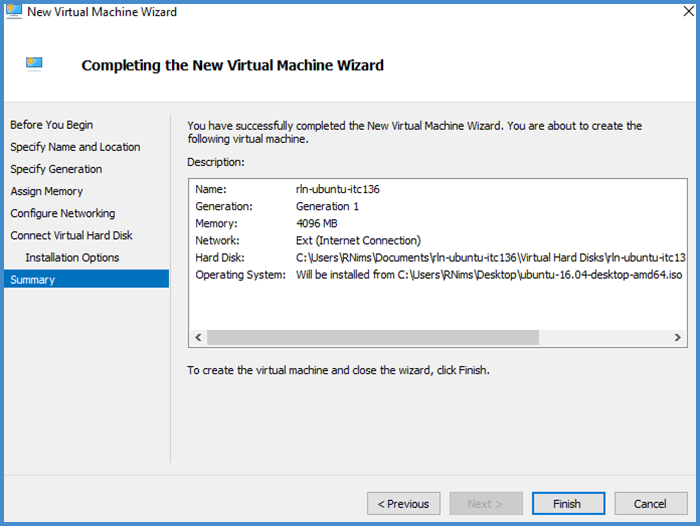 New Virtual Machine Wizard
Completing the New Virtual Machine Wizard
Before You Begin
Specify Name and Location
Specify Generation
Assign Memory
Configure Networking
Connect Virtual Hard Disk
Installation Options
Summary
You have successfully completed the New Virtual Machine Wizard. You are about to create the
following virtual machine.
Description:
Name: rln-ubuntu-itc136
Generation: Generation 1
Memory: 4096 MB
Network: Ext (Internet Connection)
Hard Disk: C:\Users\RNims\Documents\rln-ubuntu-itc136\Virtual Hard Disks\rln-ubuntu-itc13
Operating System: Will be installed from C:\Users\RNims\Desktop\ubuntu-16.04-desktop-amd64.iso
To create the virtual machine and close the wizard, click Finish.
< Previous Next > Finish Cancel